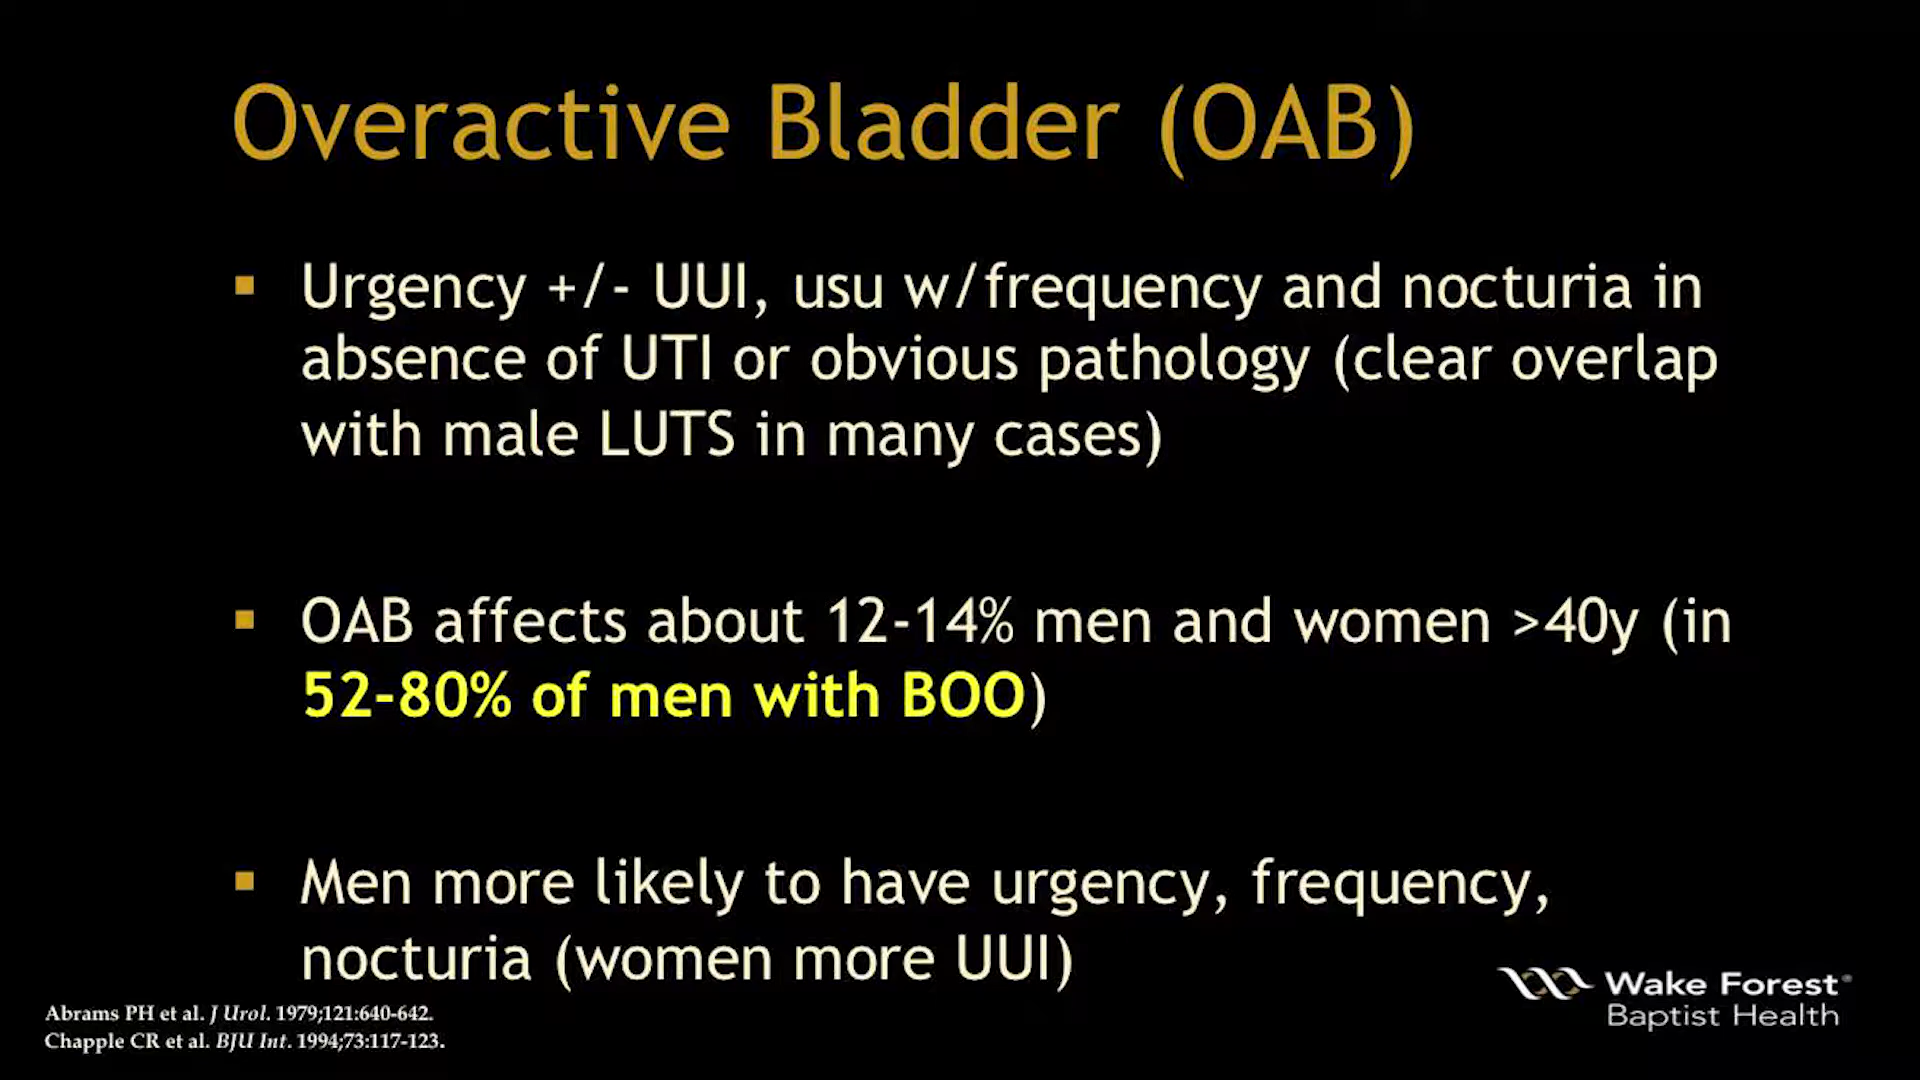 Overactive Bladder (OAB)
▪ Urgency +/- UUI, usu w/frequency and nocturia in
absence of UTI or obvious pathology (clear overlap
with male LUTS in many cases)
▪ OAB affects about 12-14% men and women >40y (in
52-80% of men with BOO)
▪ Men more likely to have urgency, frequency,
nocturia (women more UUI)
Abrams PH et al. J Urol. 1979;121:640-642.
Chapple CR et al. BJU Int. 1994;73:117-123.
Wake Forest®
Baptist Health